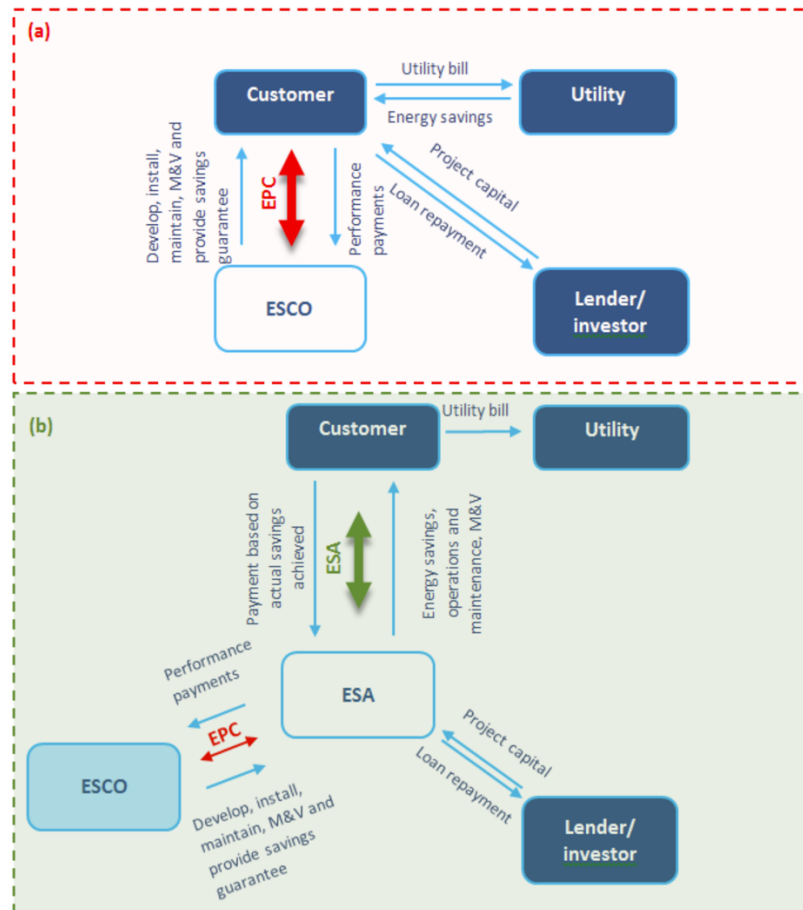 (a)
Customer
Utility bill
Energy savings
Utility
Develop, install,
maintain, M&V and
provide savings
guarantee
EPC
Performance
payments
Project capital
Loan repayment
ESCO
Lender/
investor
(b)
Customer
Utility bill
Utility
Payment based on
actual savings
achieved
ESA
Energy savings,
operations and
maintenance, M&V
Performance
payments
ESA
EPC
Project capital
Loan repayment
ESCO
Develop, install,
maintain, M&V and
provide savings
guarantee
Lender/
investor